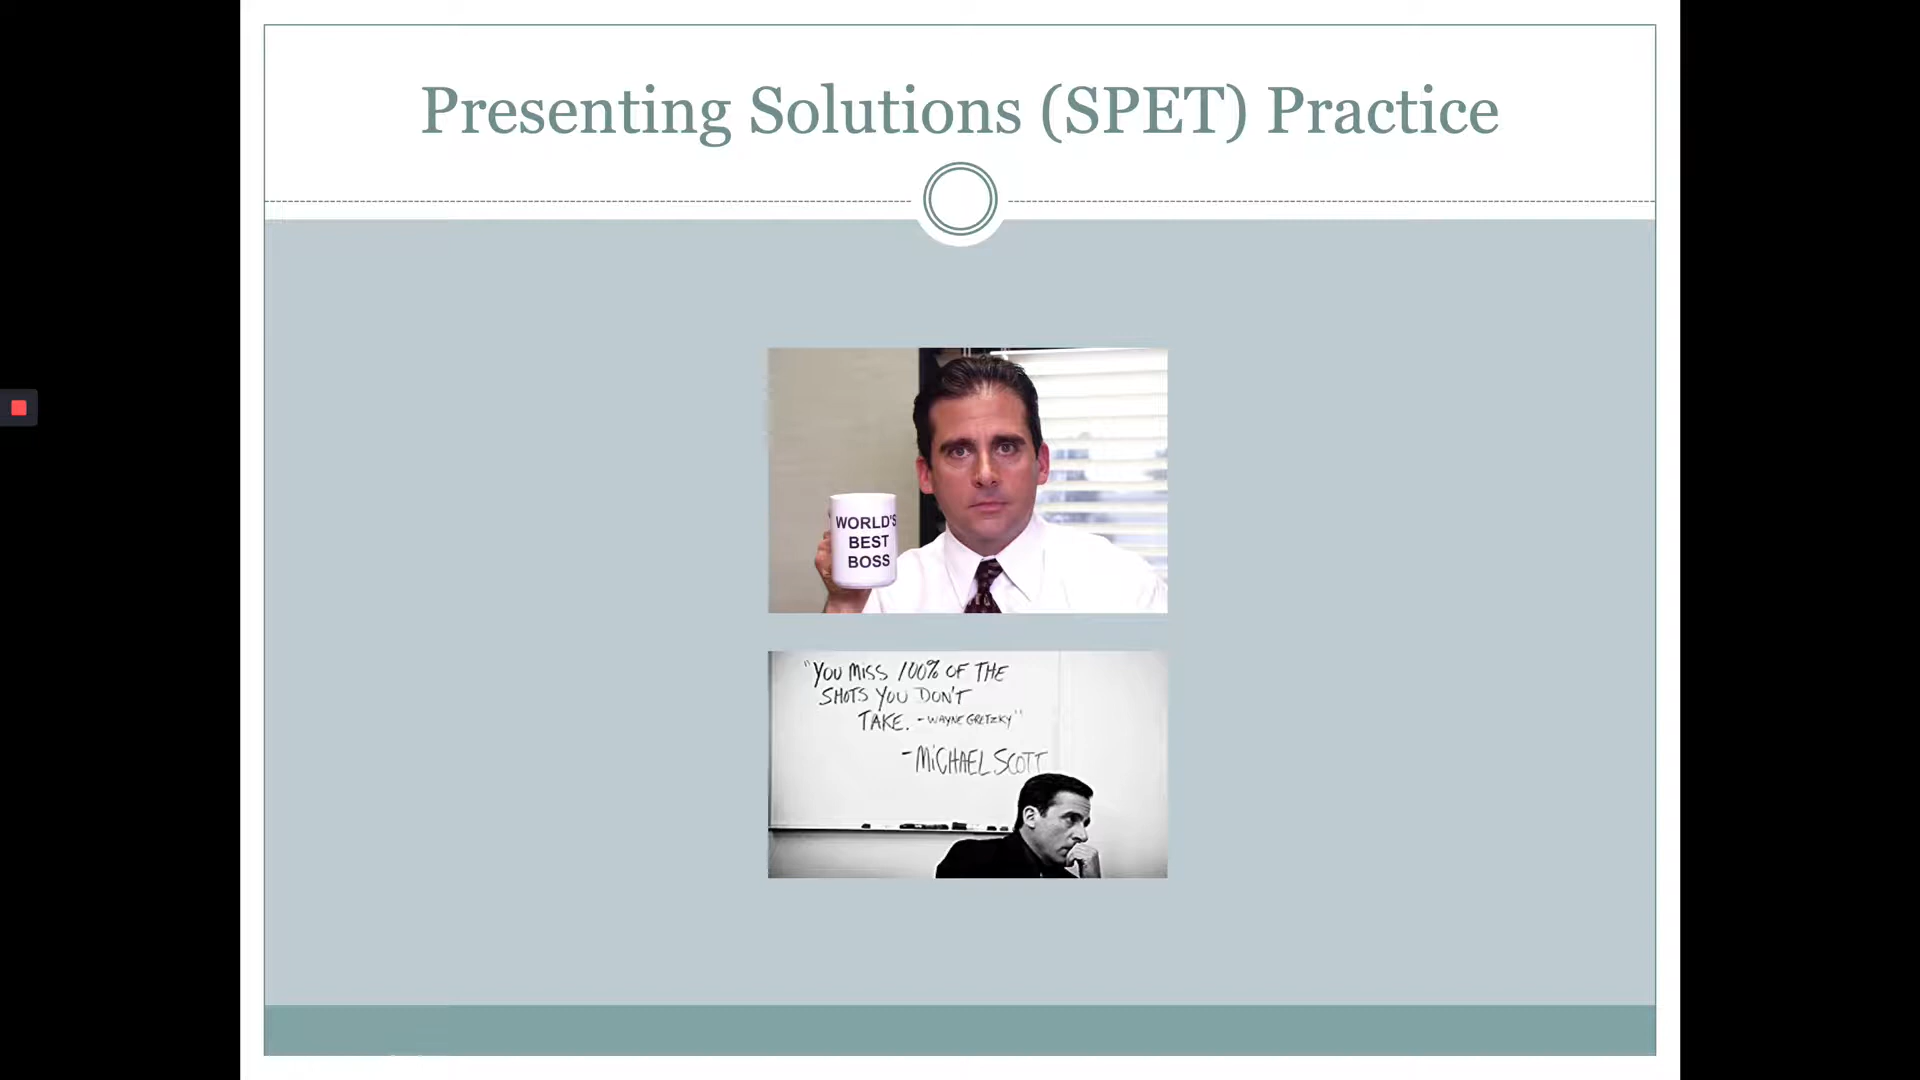 Presenting Solutions (SPET) Practice
WORLD'S
BEST
BOSS
"YOU MISS 100% OF THE
SHOTS YOU DON'T
TAKE. - WAYNE GRETZKY"
- MICHAEL SCOTT